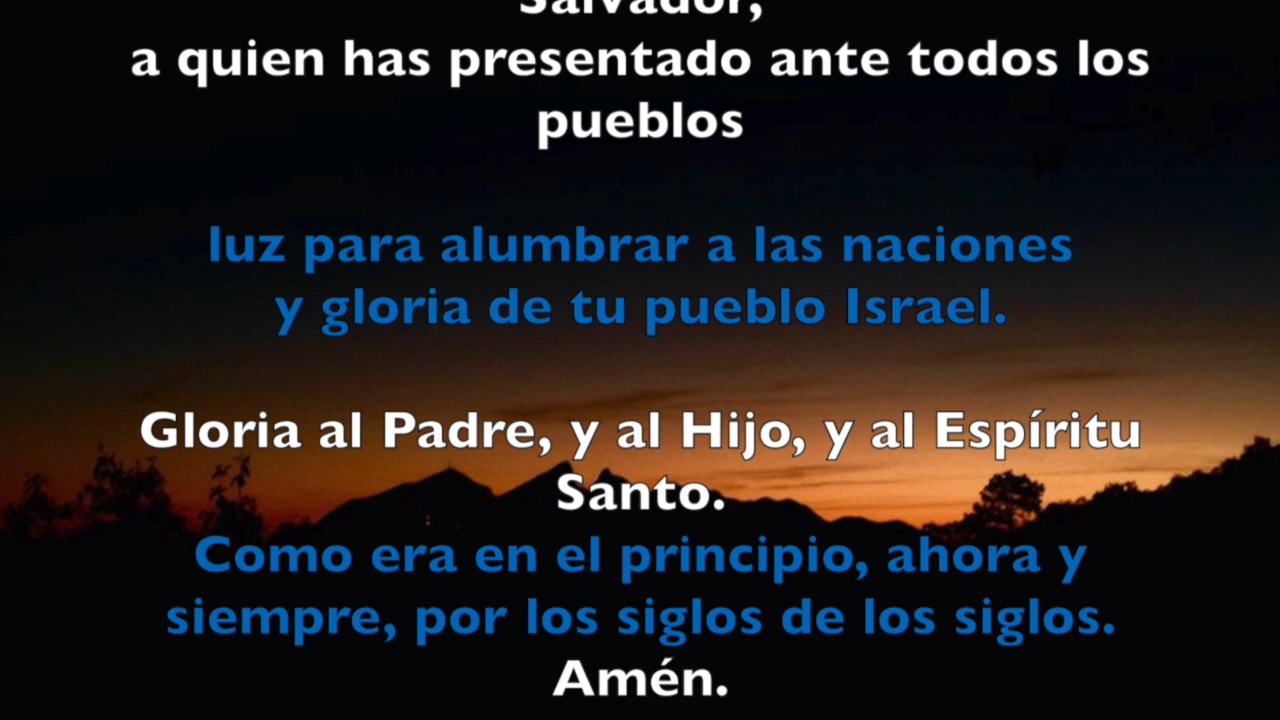 Salvador,
a quien has presentado ante todos los
pueblos
luz para alumbrar a las naciones
y gloria de tu pueblo Israel.
Gloria al Padre, y al Hijo, y al Espíritu
Santo.
Como era en el principio, ahora y
siempre, por los siglos de los siglos.
Amén.